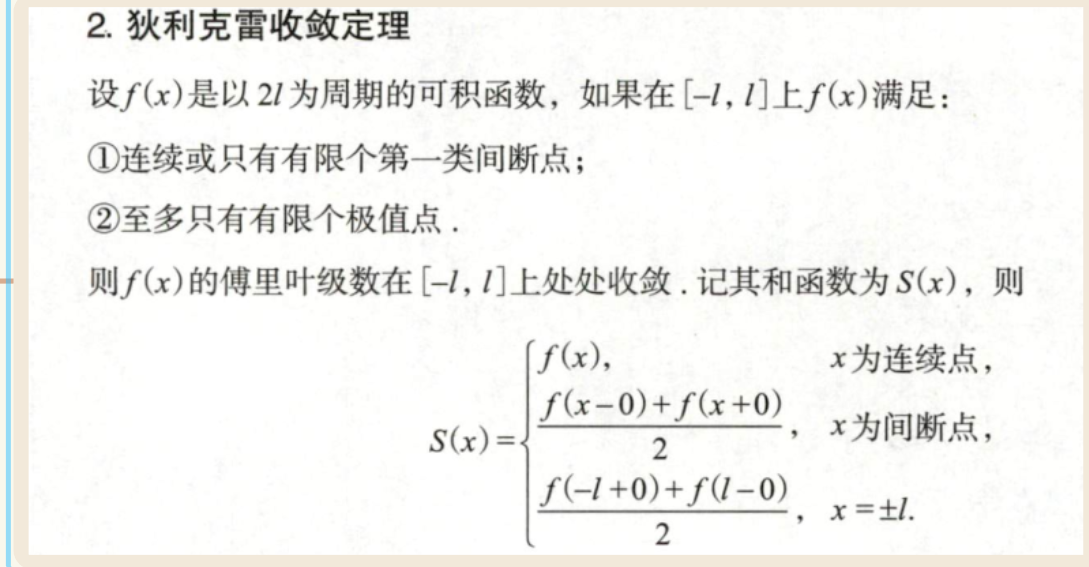 2. 狄利克雷收敛定理
设f(x)是以2l为周期的可积函数，如果在[–l, l]上f(x)满足：
①连续或只有有限个第一类间断点；
②至多只有有限个极值点．
则f(x)的傅里叶级数在[–l, l]上处处收敛．记其和函数为S(x)，则
f(x), x为连续点，
S(x)={ (f(x–0)+f(x+0))/2, x为间断点，
(f(–l+0)+f(l–0))/2, x=±l.